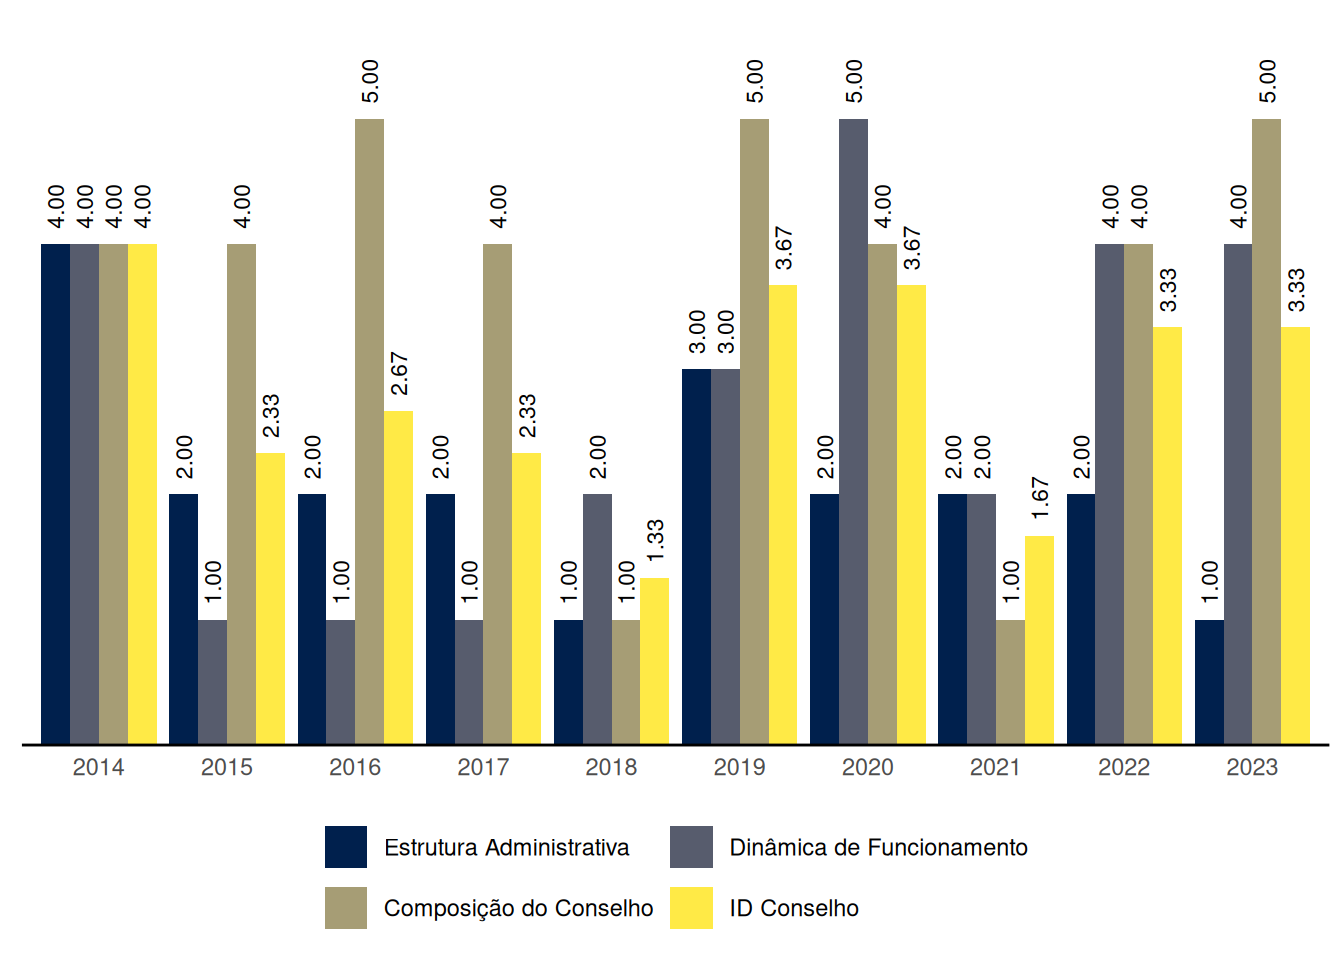 4.00 4.00 4.00 4.00
2.00 1.00 4.00 2.33
2.00 1.00 5.00 2.67
2.00 1.00 4.00 2.33
1.00 2.00 1.00 1.33
3.00 3.00 5.00 3.67
2.00 5.00 4.00 3.67
2.00 2.00 1.00 1.67
2.00 4.00 4.00 3.33
1.00 4.00 5.00 3.33
2014 2015 2016 2017 2018 2019 2020 2021 2022 2023
Estrutura Administrativa Dinâmica de Funcionamento
Composição do Conselho ID Conselho